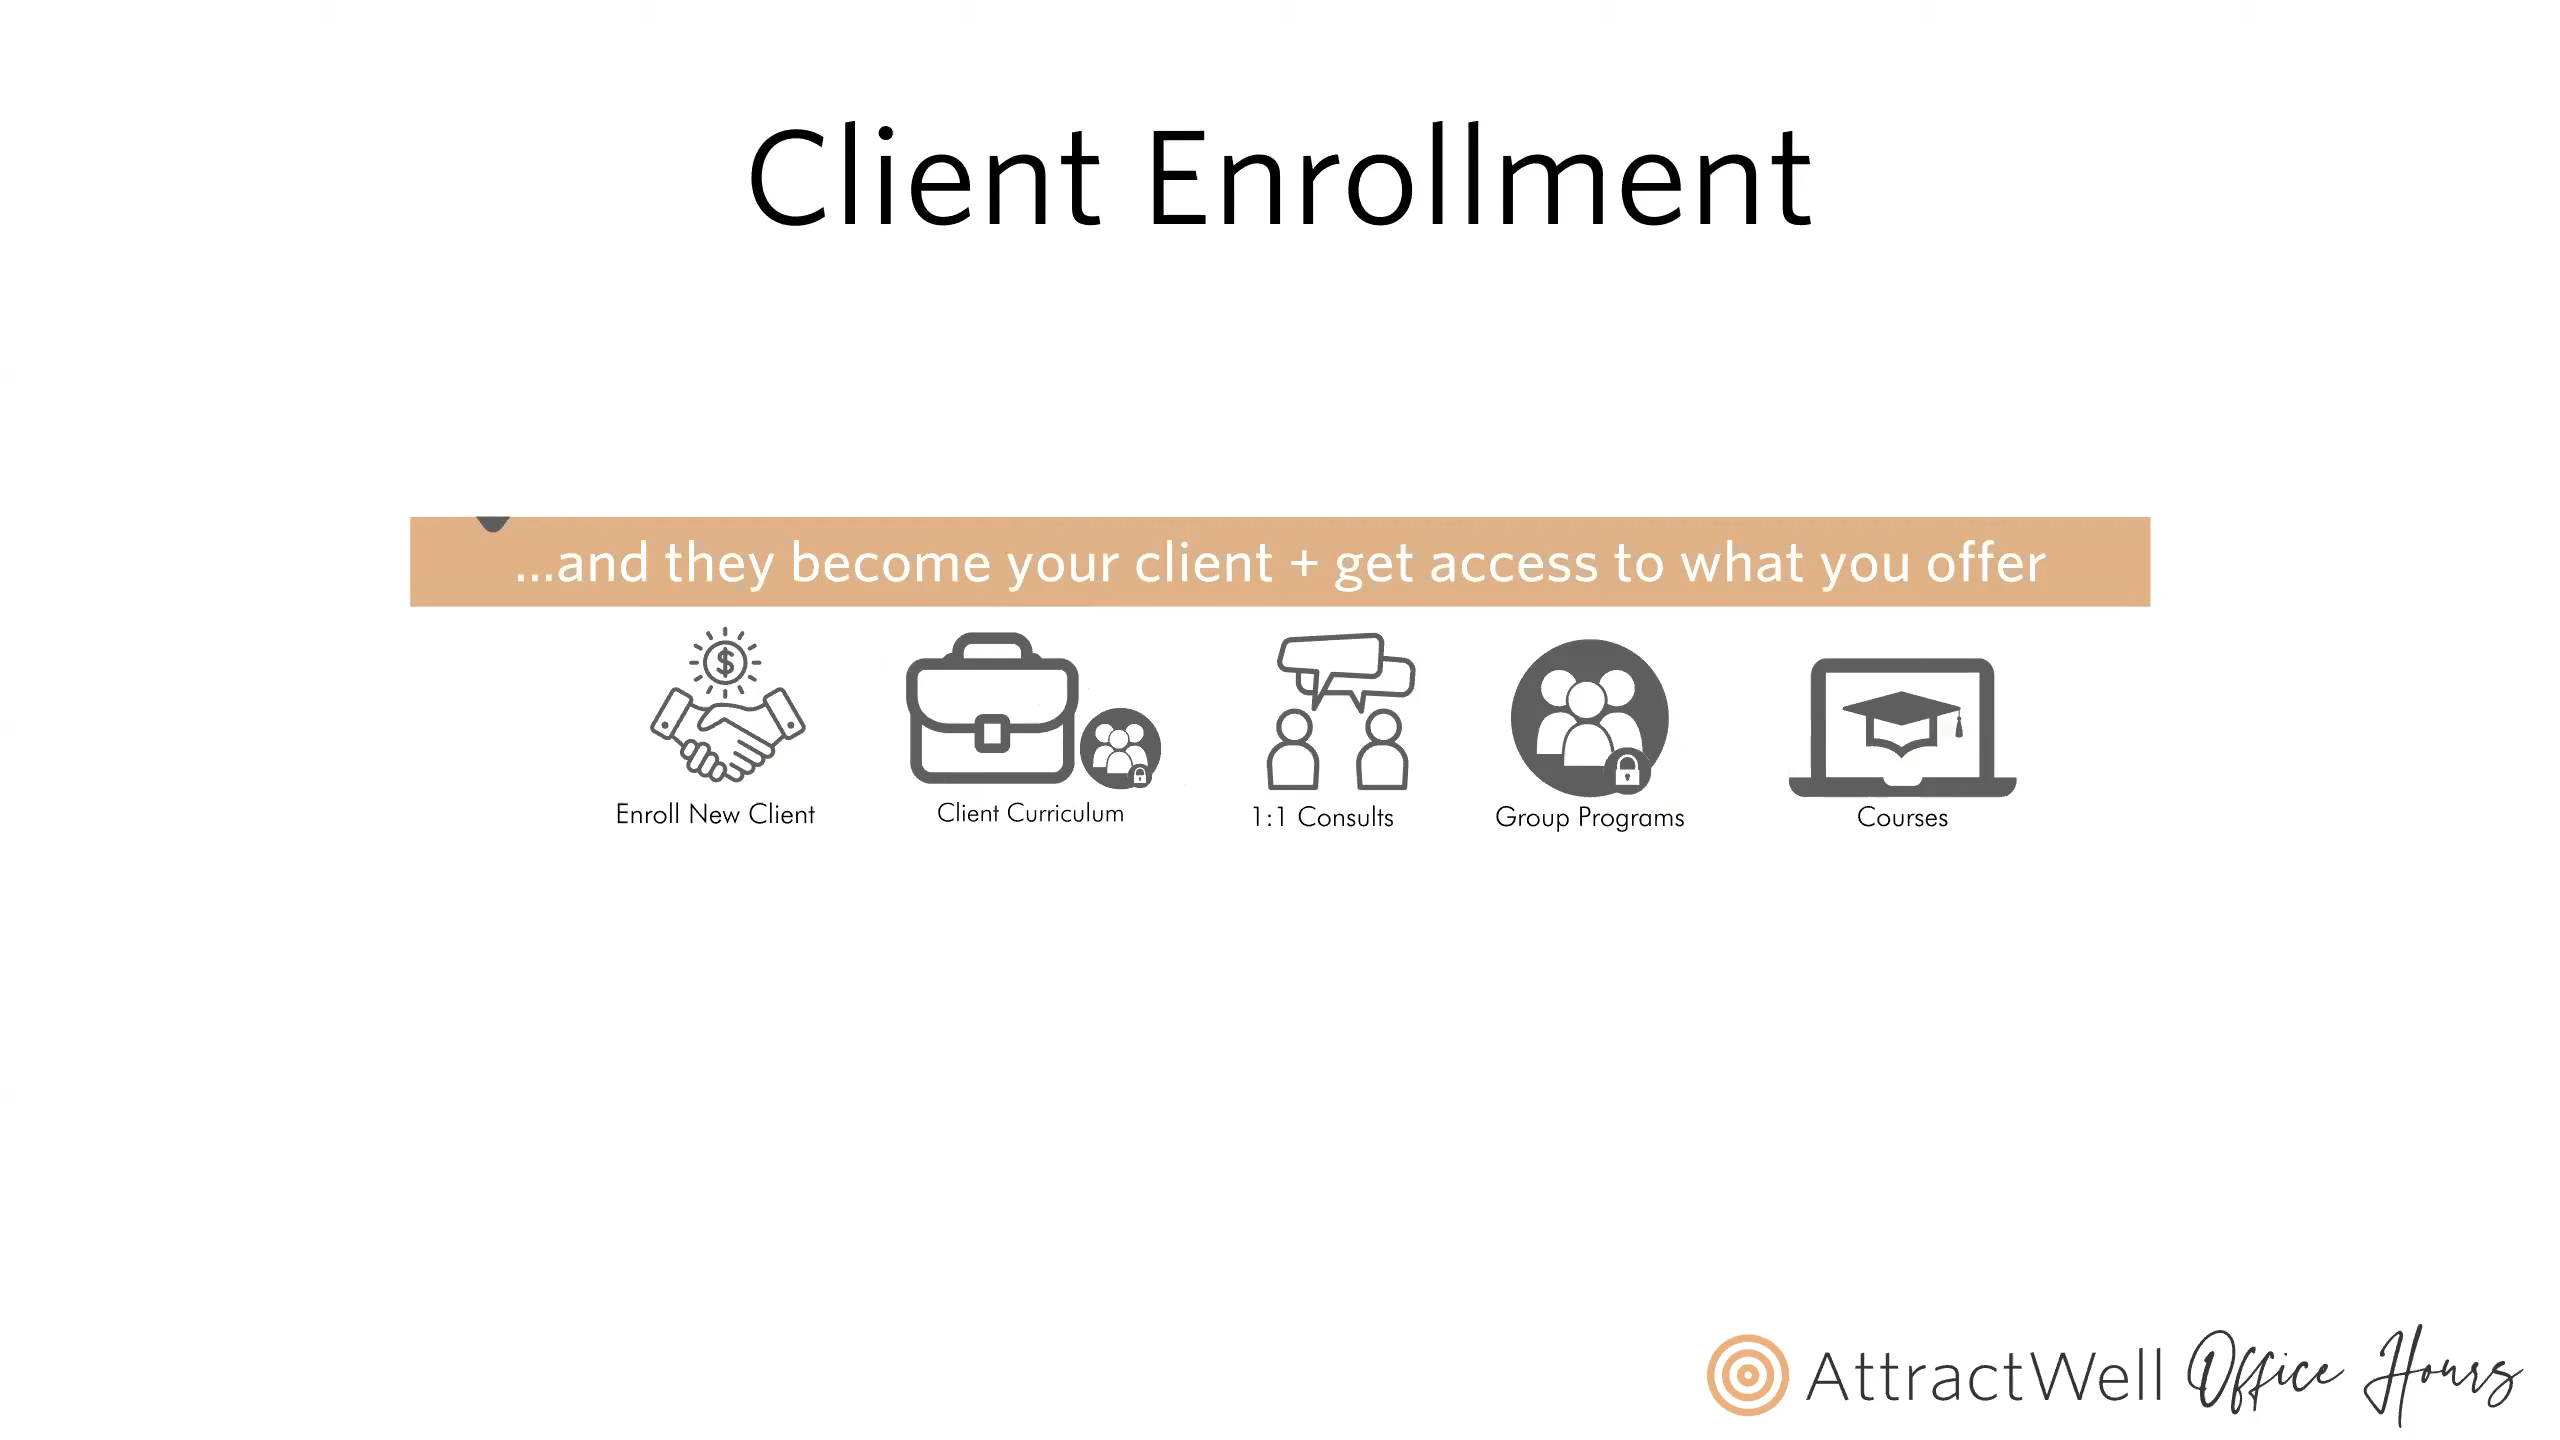 Client Enrollment
...and they become your client + get access to what you offer
$
Enroll New Client
Client Curriculum
1:1 Consults
Group Programs
Courses
AttractWell Office Hours